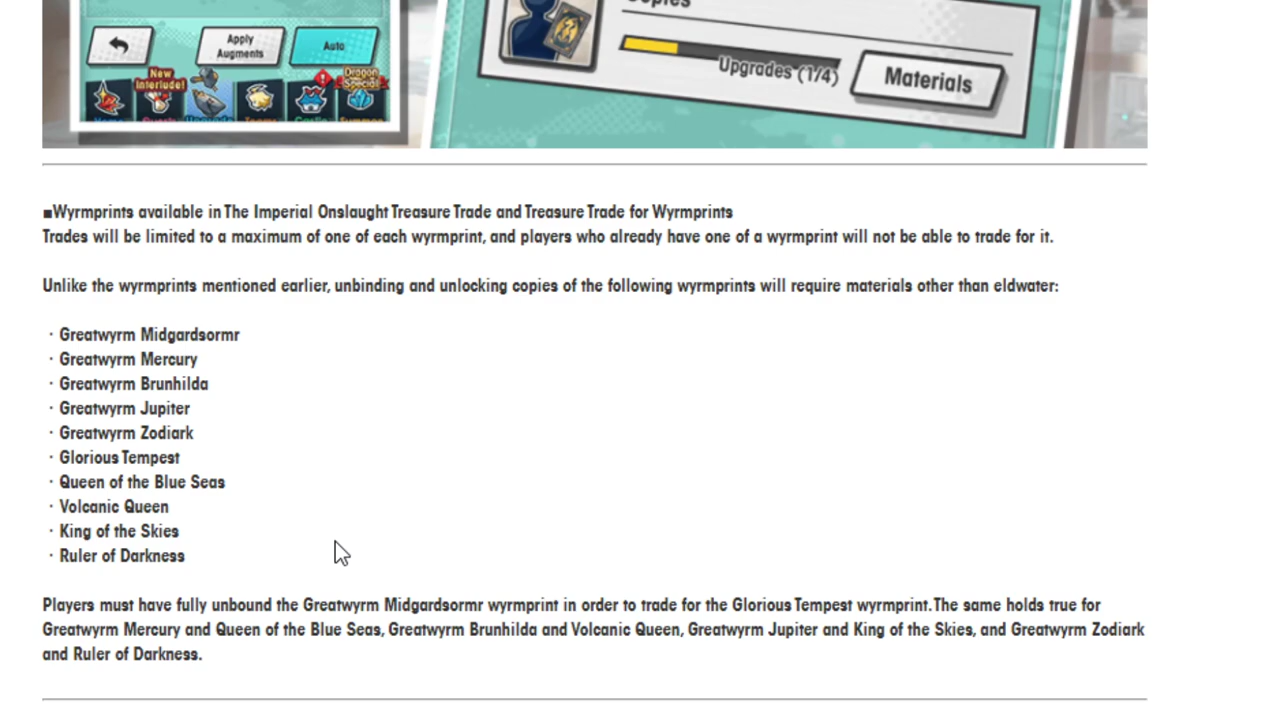 Apply
Augments
Auto
New
Interlude!
Dragon
Special
Upgrades (1/4)
Materials
■Wyrmprints available in The Imperial Onslaught Treasure Trade and Treasure Trade for Wyrmprints
Trades will be limited to a maximum of one of each wyrmprint, and players who already have one of a wyrmprint will not be able to trade for it.
Unlike the wyrmprints mentioned earlier, unbinding and unlocking copies of the following wyrmprints will require materials other than eldwater:
· Greatwyrm Midgardsormr
· Greatwyrm Mercury
· Greatwyrm Brunhilda
· Greatwyrm Jupiter
· Greatwyrm Zodiark
· Glorious Tempest
· Queen of the Blue Seas
· Volcanic Queen
· King of the Skies
· Ruler of Darkness
Players must have fully unbound the Greatwyrm Midgardsormr wyrmprint in order to trade for the Glorious Tempest wyrmprint. The same holds true for
Greatwyrm Mercury and Queen of the Blue Seas, Greatwyrm Brunhilda and Volcanic Queen, Greatwyrm Jupiter and King of the Skies, and Greatwyrm Zodiark
and Ruler of Darkness.